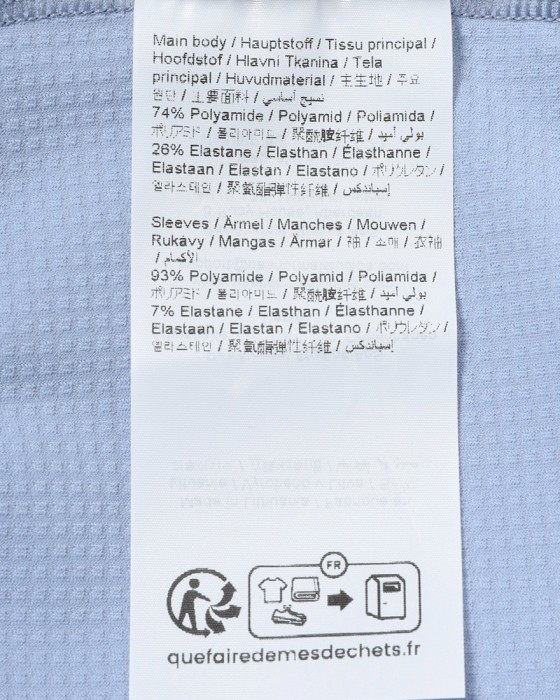 Main body / Hauptstoff / Tissu principal /
Hoofdstof / Hlavní Tkanina / Tela
principal / Huvudmaterial / 主生地 / 주요
원단 / 主要面料 / نسيج أساسي
74% Polyamide / Polyamid / Poliamida /
ポリアミド / 폴리아미드 / 聚酰胺纤维 / بولي أميد
26% Elastane / Elasthan / Élasthanne /
Elastaan / Elastan / Elastano / ポリウレタン /
엘라스테인 / 聚氨酯弹性纤维 / إسباندكس
Sleeves / Ärmel / Manches / Mouwen /
Rukávy / Mangas / Ärmar / 袖 / 소매 / 衣袖
/ الأكمام
93% Polyamide / Polyamid / Poliamida /
ポリアミド / 폴리아미드 / 聚酰胺纤维 / بولي أميد
7% Elastane / Elasthan / Élasthanne /
Elastaan / Elastan / Elastano / ポリウレタン /
엘라스테인 / 聚氨酯弹性纤维 / إسباندكس
FR
quefairedemesdechets.fr